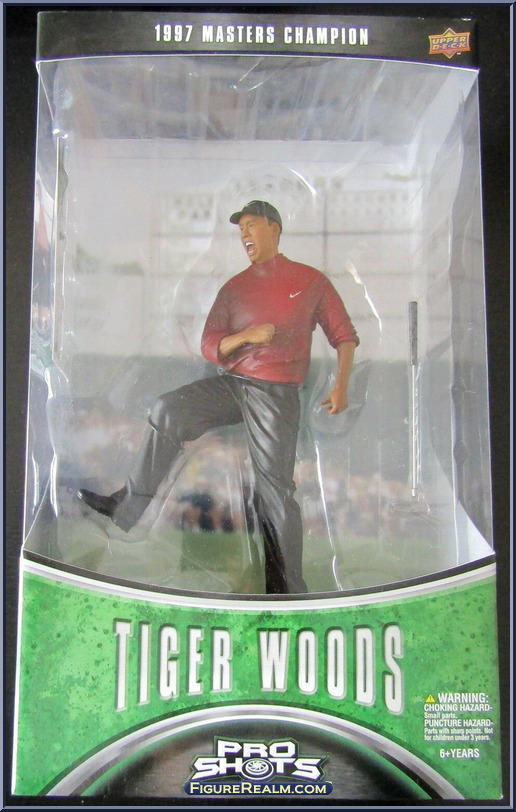 1997 MASTERS CHAMPION
UPPER
DECK
TIGER WOODS
WARNING:
CHOKING HAZARD-
Small parts.
PUNCTURE HAZARD-
Parts with sharp points. Not
for children under 3 years.
6+YEARS
PRO
SHOTS
FIGUREREALM.COM